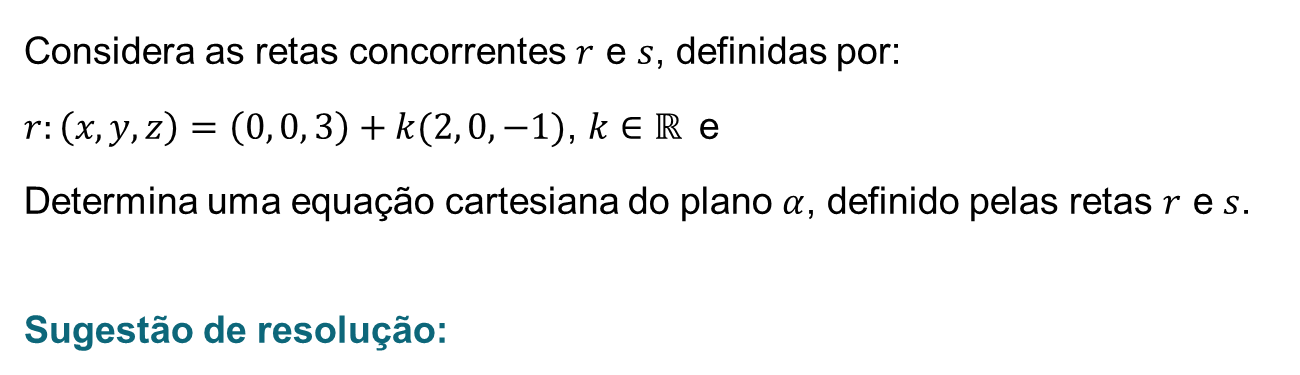 Considera as retas concorrentes 𝑟 e 𝑠, definidas por:
𝑟: (𝑥, 𝑦, 𝑧) = (0, 0, 3) + 𝑘(2, 0, −1), 𝑘 ∈ ℝ e
Determina uma equação cartesiana do plano 𝛼, definido pelas retas 𝑟 e 𝑠.
Sugestão de resolução: